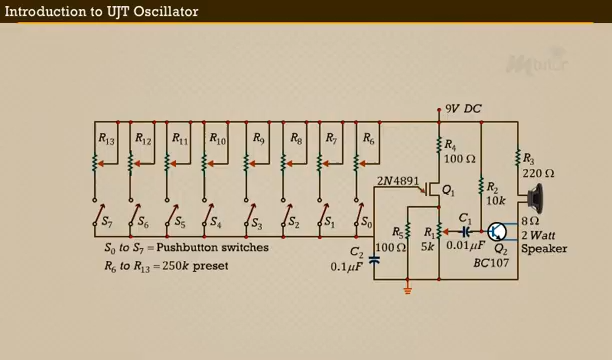 Introduction to UJT Oscillator
9V DC
R13 R12 R11 R10 R9 R8 R7 R6
R4
100 Ω
R3
220 Ω
2N4891
Q1
R2
10k
S7 S6 S5 S4 S3 S2 S1 S0
C1
0.01μF
R5
100Ω
R1
5k
8Ω
2 Watt
Speaker
Q2
BC107
C2
0.1μF
S0 to S7 = Pushbutton switches
R6 to R13 = 250k preset